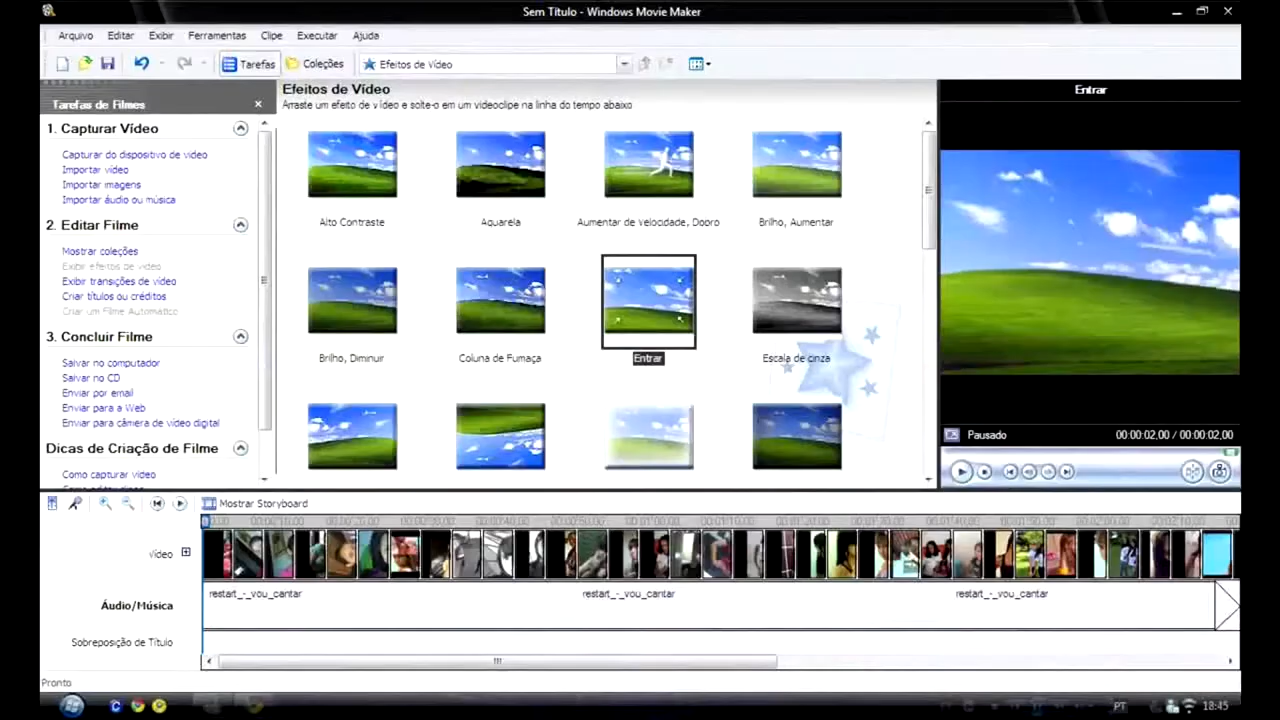 Sem Título - Windows Movie Maker
Arquivo Editar Exibir Ferramentas Clipe Executar Ajuda
Tarefas Coleções Efeitos de Vídeo
Tarefas de Filmes
1. Capturar Vídeo
Capturar do dispositivo de vídeo
Importar vídeo
Importar imagens
Importar áudio ou música
2. Editar Filme
Mostrar coleções
Exibir efeitos de vídeo
Exibir transições de vídeo
Criar títulos ou créditos
Criar um Filme Automático
3. Concluir Filme
Salvar no computador
Salvar no CD
Enviar por email
Enviar para a Web
Enviar para câmera de vídeo digital
Dicas de Criação de Filme
Como capturar vídeo
Efeitos de Vídeo
Arraste um efeito de vídeo e solte-o em um videoclipe na linha do tempo abaixo
Alto Contraste Aquarela Aumentar de Velocidade, Dobro Brilho, Aumentar
Brilho, Diminuir Coluna de Fumaça Entrar Escala de cinza
Entrar
Pausado 00:00:02,00 / 00:00:02,00
Mostrar Storyboard
Vídeo
Áudio/Música
restart_-_vou_cantar restart_-_vou_cantar restart_-_vou_cantar
Sobreposição de Título
Pronto
PT 18:45